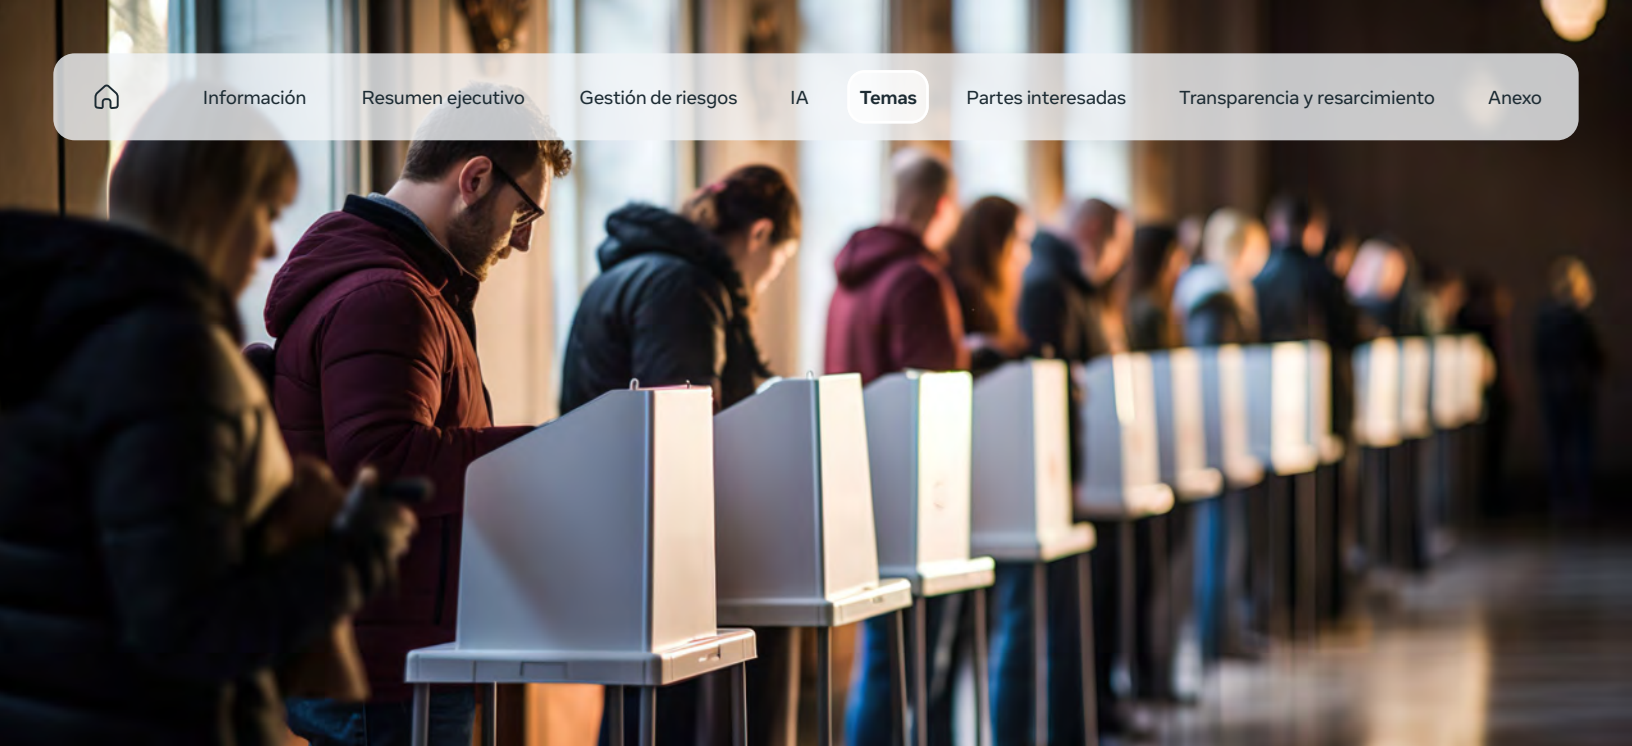 Información Resumen ejecutivo Gestión de riesgos IA Temas Partes interesadas Transparencia y resarcimiento Anexo